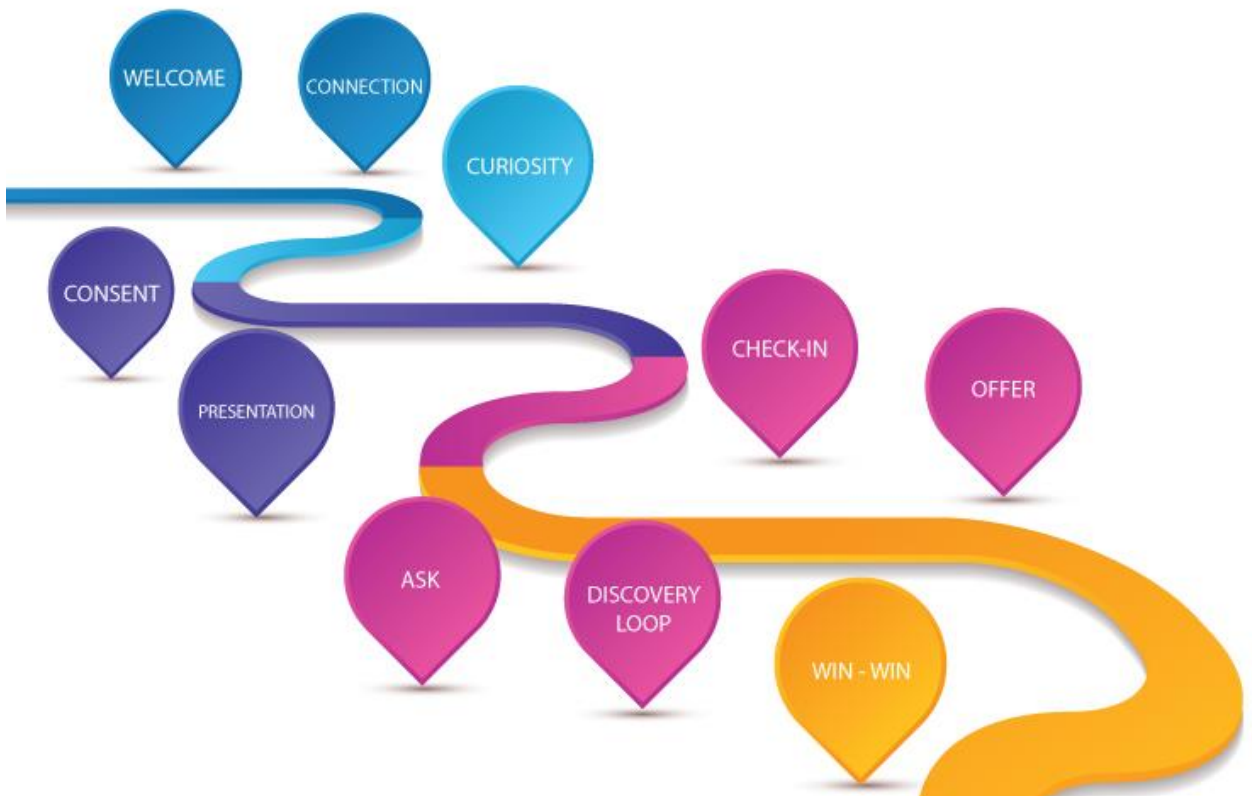 WELCOME
CONNECTION
CURIOSITY
CONSENT
PRESENTATION
CHECK-IN
OFFER
ASK
DISCOVERY
LOOP
WIN - WIN